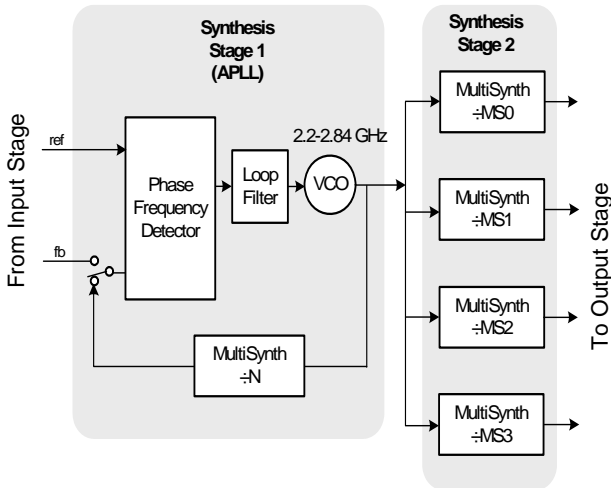 Synthesis
Stage 1
(APLL)
Synthesis
Stage 2
From Input Stage
ref
fb
Phase
Frequency
Detector
Loop
Filter
2.2-2.84 GHz
VCO
MultiSynth
÷N
MultiSynth
÷MS0
MultiSynth
÷MS1
MultiSynth
÷MS2
MultiSynth
÷MS3
To Output Stage